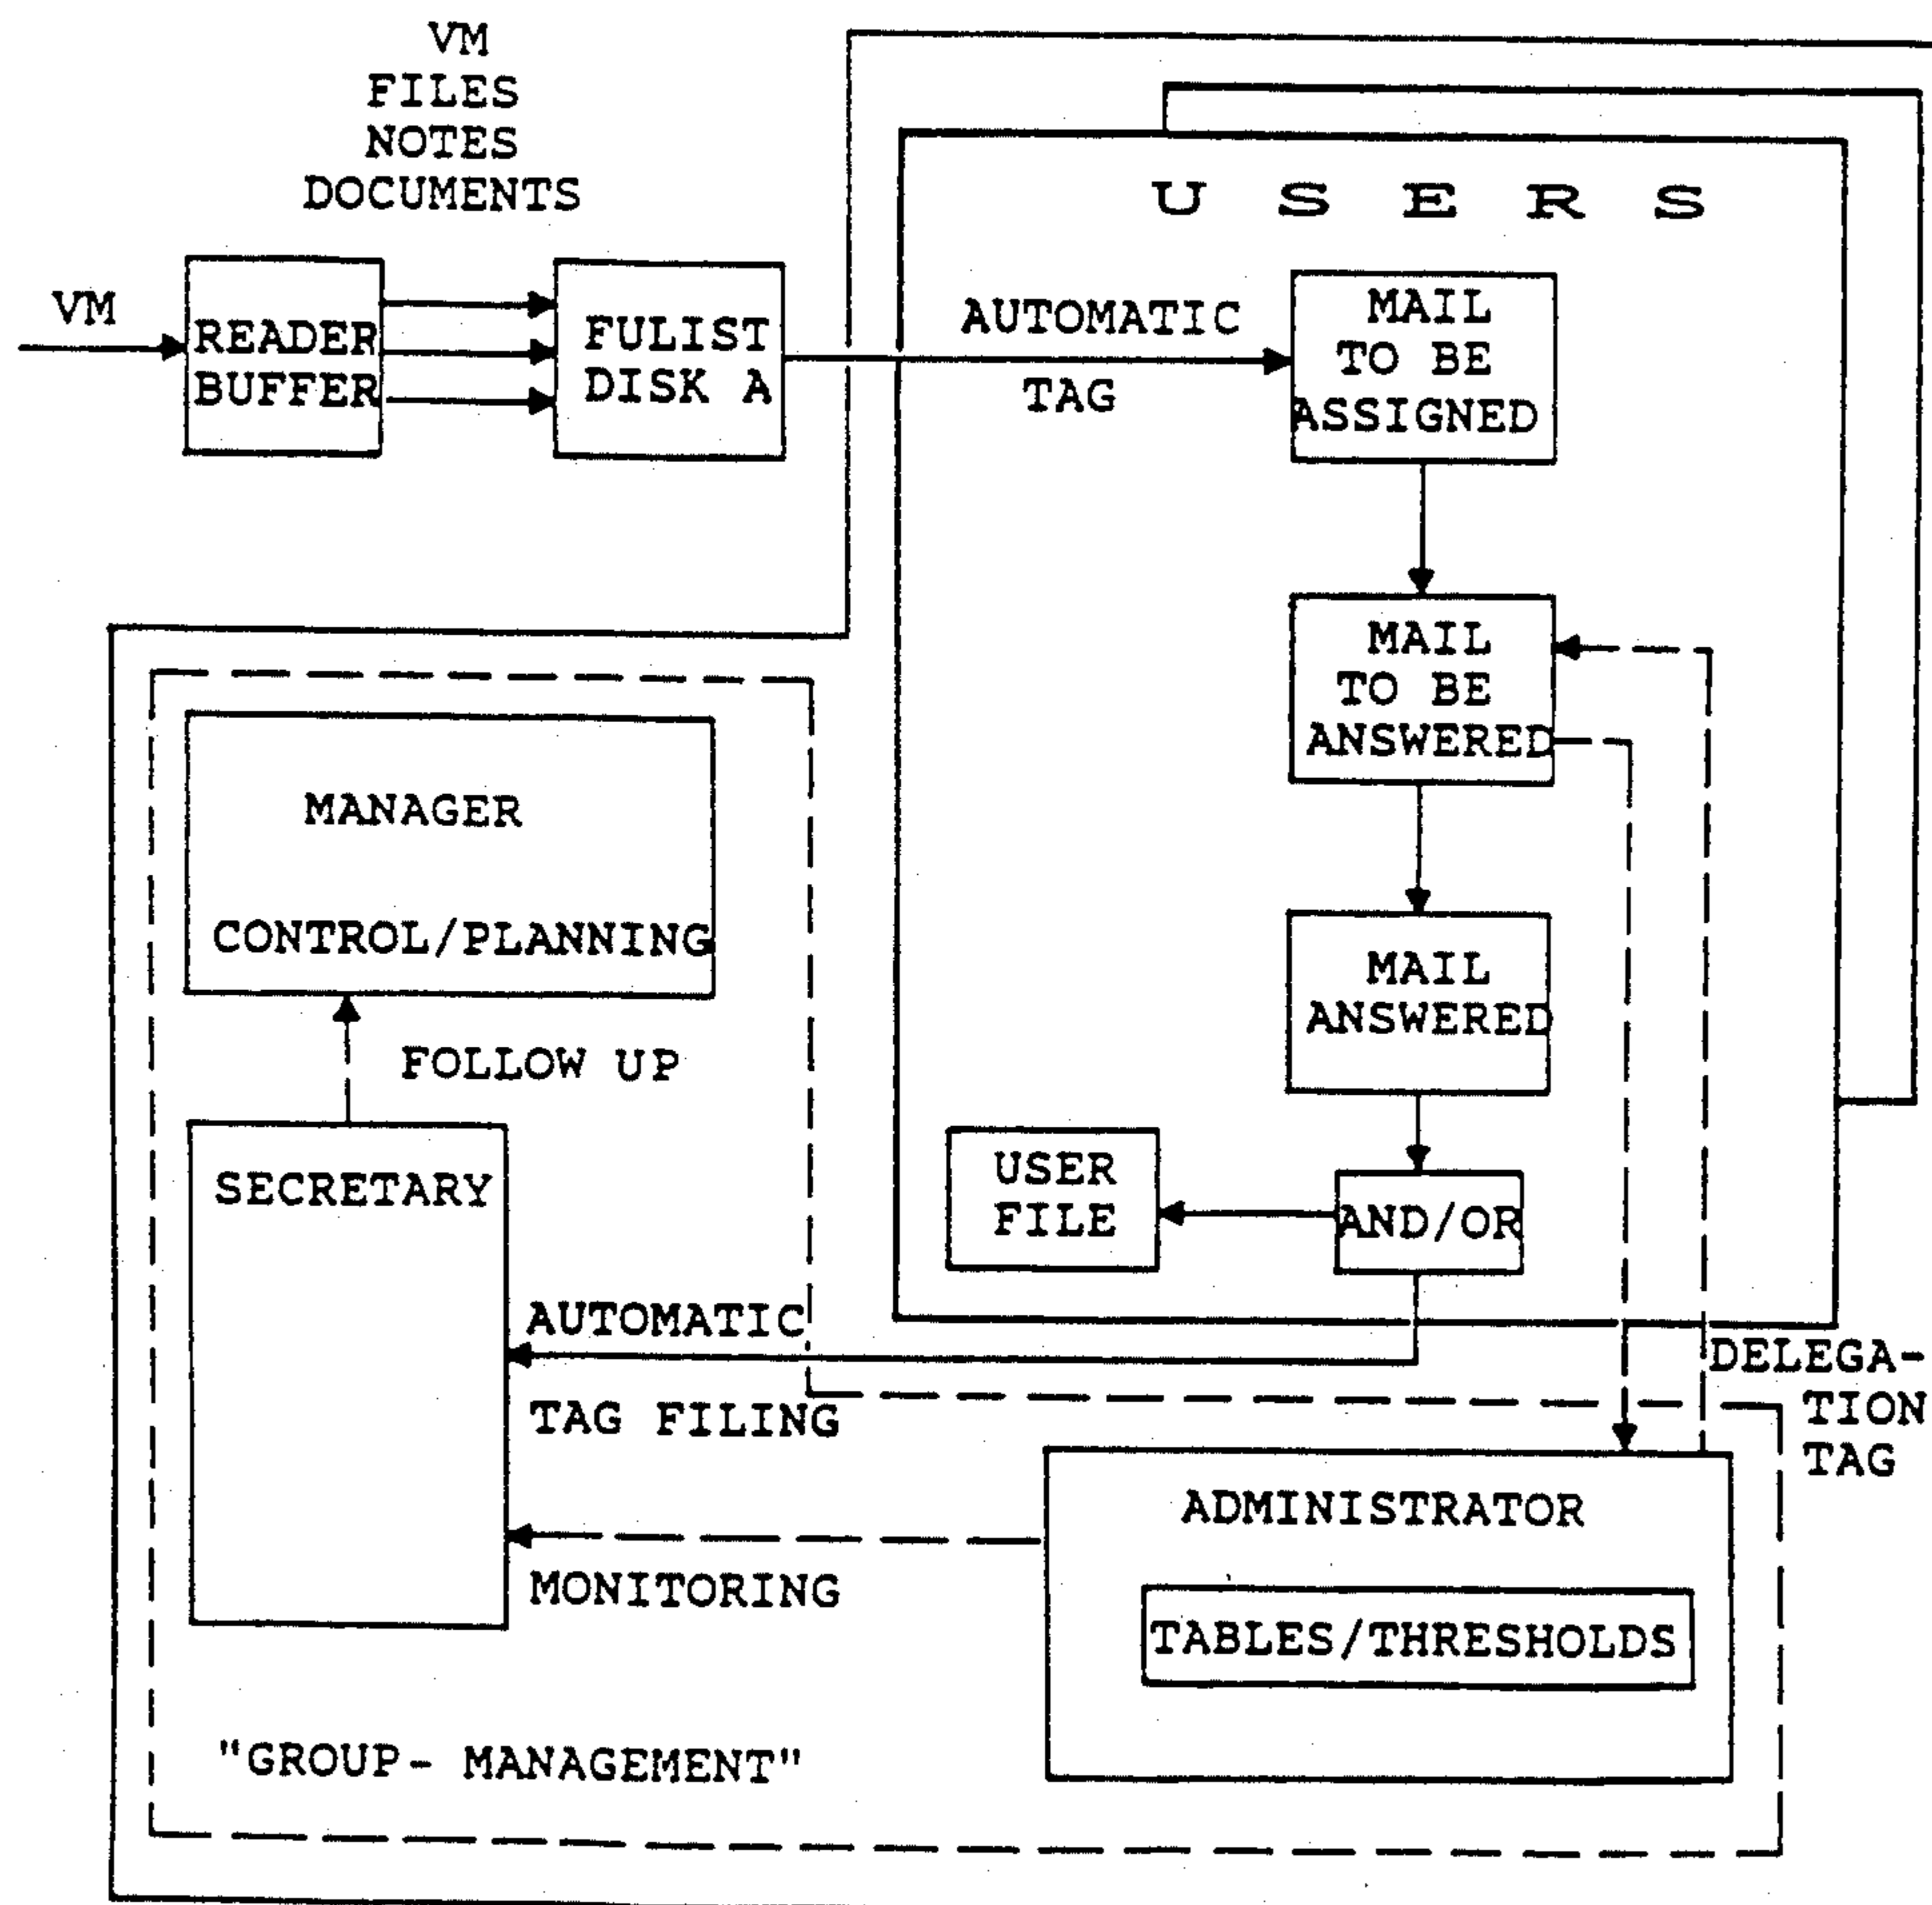 VM
FILES
NOTES
DOCUMENTS
U S E R S
VM
READER
BUFFER
FULIST
DISK A
AUTOMATIC
TAG
MAIL
TO BE
ASSIGNED
MAIL
TO BE
ANSWERED
MANAGER
CONTROL/PLANNING
MAIL
ANSWERED
FOLLOW UP
SECRETARY
USER
FILE
AND/OR
AUTOMATIC
TAG FILING
DELEGA-
TION
TAG
ADMINISTRATOR
MONITORING
TABLES/THRESHOLDS
"GROUP- MANAGEMENT"